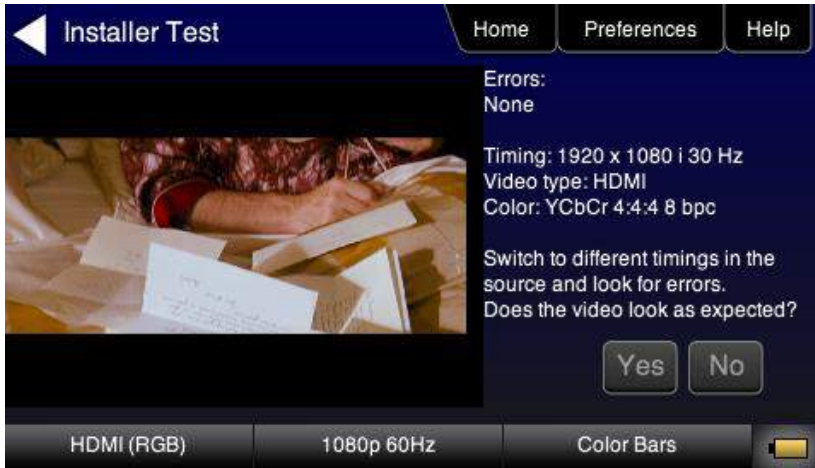 Installer Test
Home
Preferences
Help
Errors:
None
Timing: 1920 x 1080 i 30 Hz
Video type: HDMI
Color: YCbCr 4:4:4 8 bpc
Switch to different timings in the
source and look for errors.
Does the video look as expected?
Yes
No
HDMI (RGB)
1080p 60Hz
Color Bars